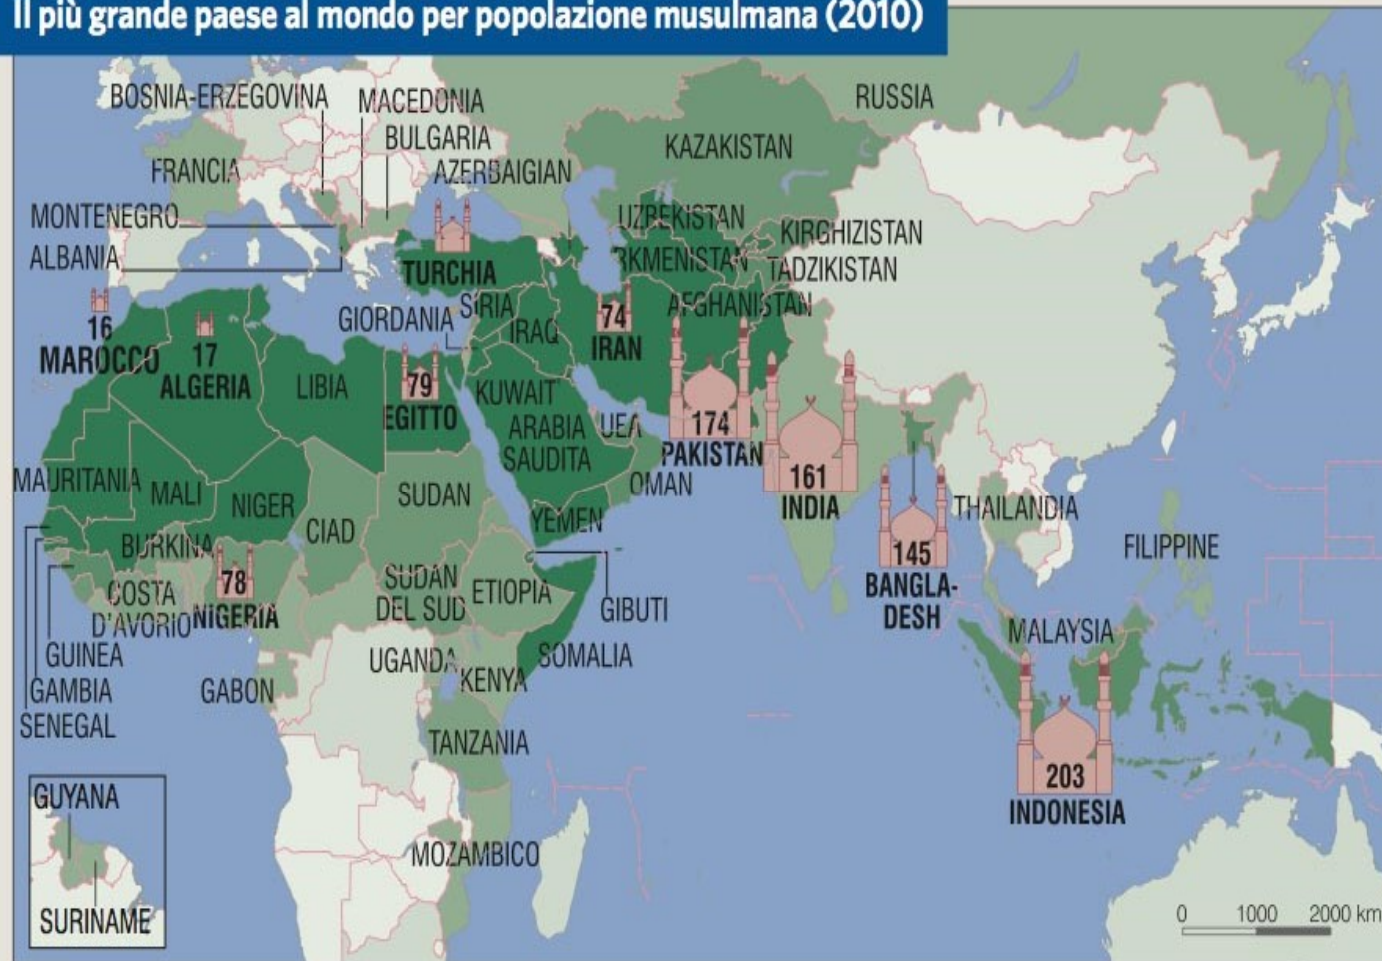 Il più grande paese al mondo per popolazione musulmana (2010)
BOSNIA-ERZEGOVINA
MACEDONIA
RUSSIA
BULGARIA
KAZAKISTAN
FRANCIA
AZERBAIGIAN
MONTENEGRO
UZBEKISTAN
KIRGHIZISTAN
ALBANIA
RKMENISTAN
TADZIKISTAN
TURCHIA
SIRIA
AFGHANISTAN
GIORDANIA
IRAQ
74
IRAN
16
MAROCCO
17
ALGERIA
LIBIA
79
EGITTO
KUWAIT
ARABIA
SAUDITA
UEA
174
PAKISTAN
161
INDIA
OMAN
MAURITANIA
MALI
NIGER
CIAD
SUDAN
YEMEN
THAILANDIA
FILIPPINE
BURKINA
145
BANGLA-
DESH
78
NIGERIA
COSTA
D'AVORIO
SUDAN
DEL SUD
ETIOPIA
GIBUTI
SOMALIA
MALAYSIA
GUINEA
GAMBIA
SENEGAL
GABON
UGANDA
KENYA
TANZANIA
203
INDONESIA
MOZAMBICO
GUYANA
SURINAME
0 1000 2000 km